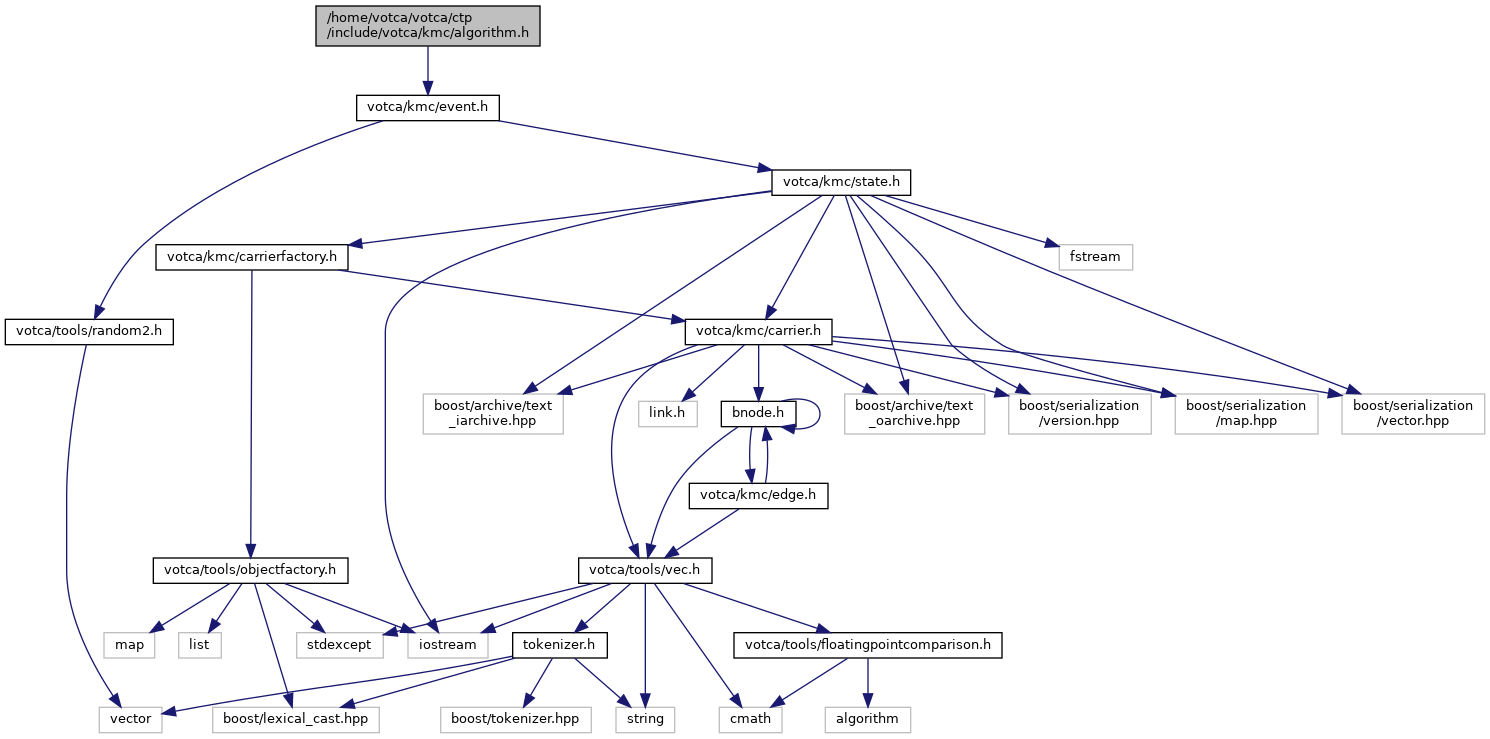 /home/votca/votca/ctp
/include/votca/kmc/algorithm.h
votca/kmc/event.h
votca/kmc/state.h
votca/kmc/carrierfactory.h
fstream
votca/tools/random2.h
votca/kmc/carrier.h
boost/archive/text
_iarchive.hpp
link.h
bnode.h
boost/archive/text
_oarchive.hpp
boost/serialization
/version.hpp
boost/serialization
/map.hpp
boost/serialization
/vector.hpp
votca/kmc/edge.h
votca/tools/objectfactory.h
votca/tools/vec.h
map
list
stdexcept
iostream
tokenizer.h
votca/tools/floatingpointcomparison.h
vector
boost/lexical_cast.hpp
boost/tokenizer.hpp
string
cmath
algorithm